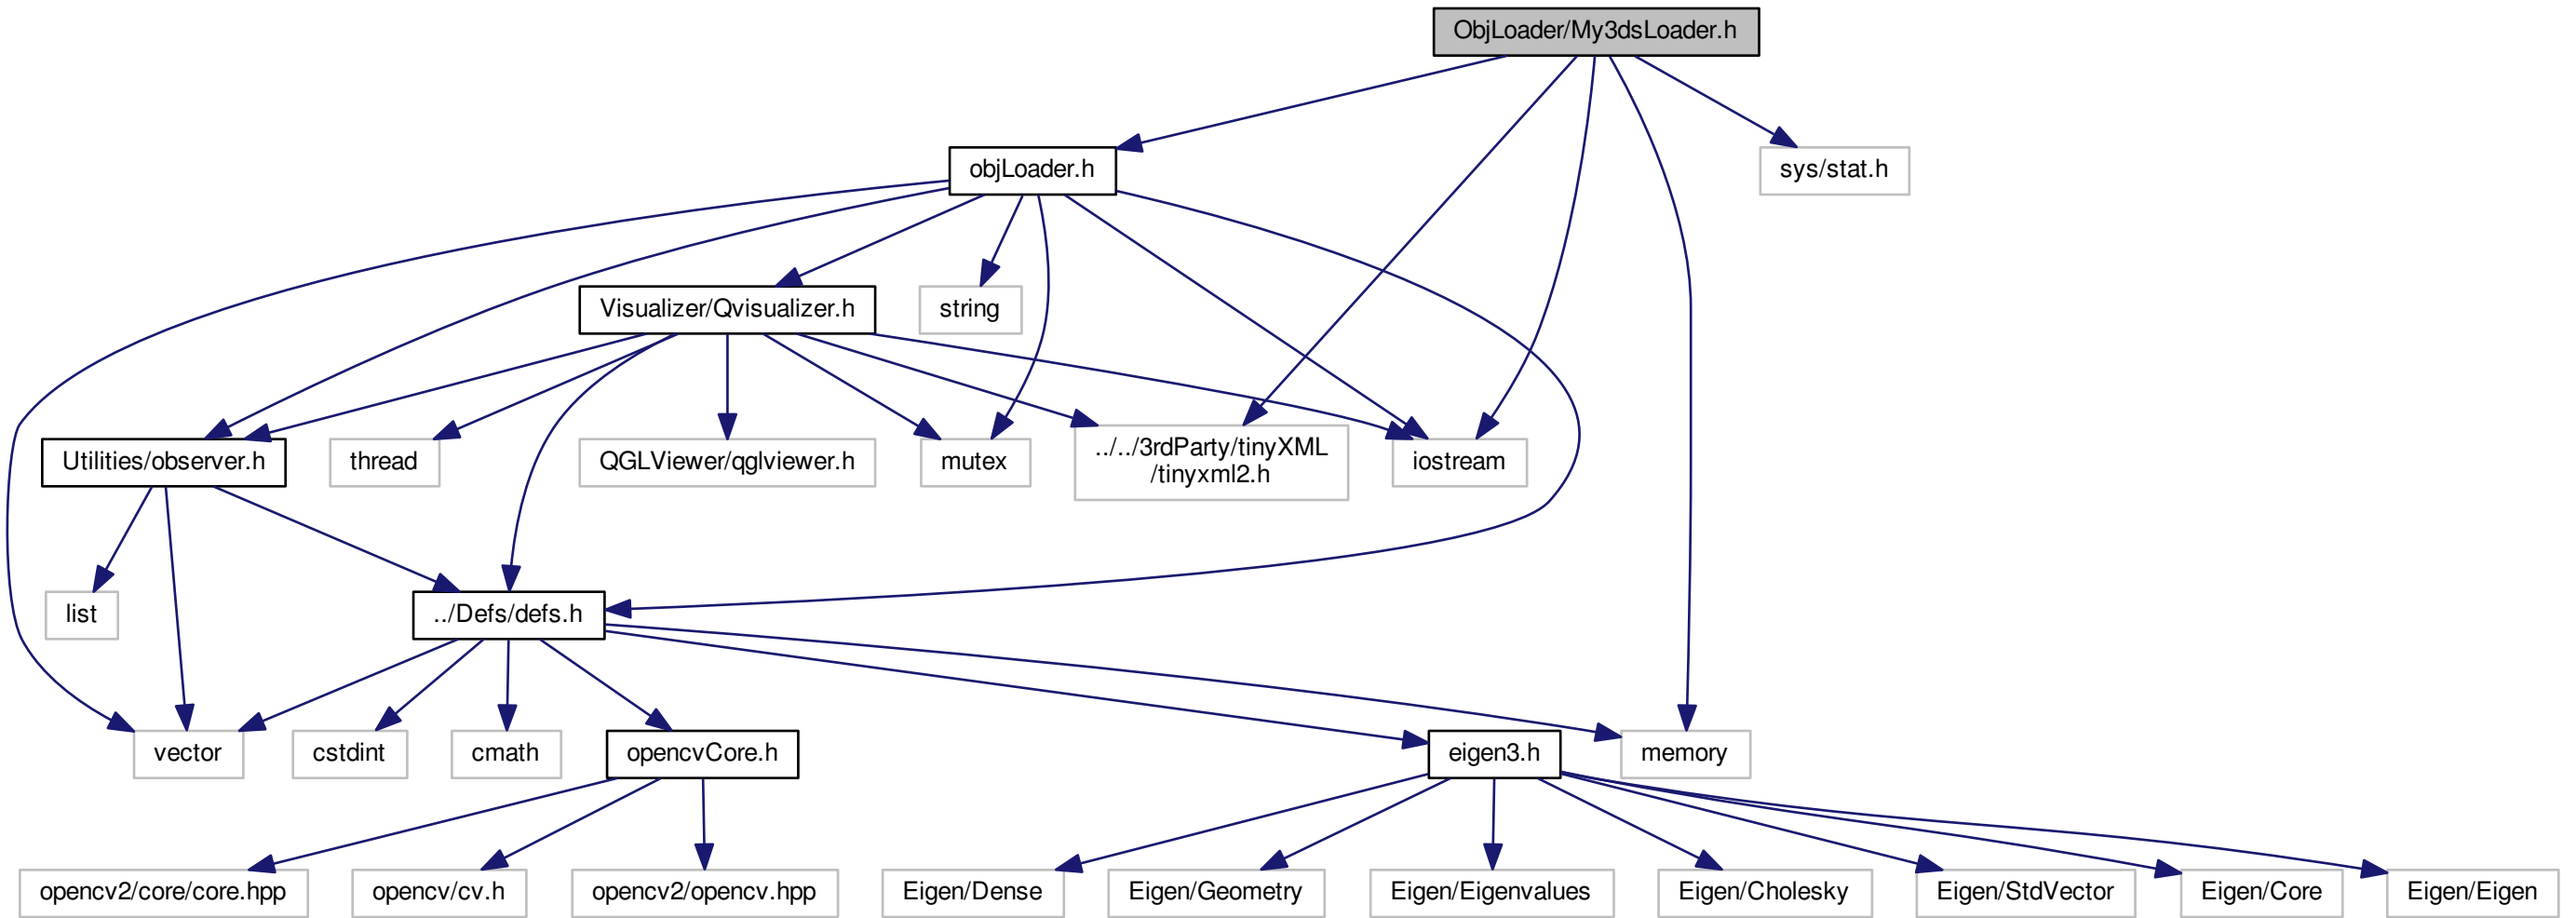 ObjLoader/My3dsLoader.h
objLoader.h
sys/stat.h
Visualizer/Qvisualizer.h
string
Utilities/observer.h
thread
QGLViewer/qglviewer.h
mutex
../../3rdParty/tinyXML
/tinyxml2.h
iostream
list
../Defs/defs.h
vector
cstdint
cmath
opencvCore.h
eigen3.h
memory
opencv2/core/core.hpp
opencv/cv.h
opencv2/opencv.hpp
Eigen/Dense
Eigen/Geometry
Eigen/Eigenvalues
Eigen/Cholesky
Eigen/StdVector
Eigen/Core
Eigen/Eigen